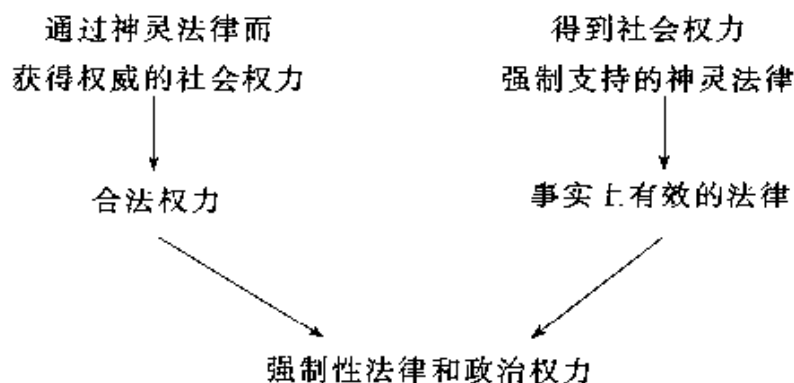 通过神灵法律而
获得权威的社会权力
得到社会权力
强制支持的神灵法律
合法权力
事实上有效的法律
强制性法律和政治权力